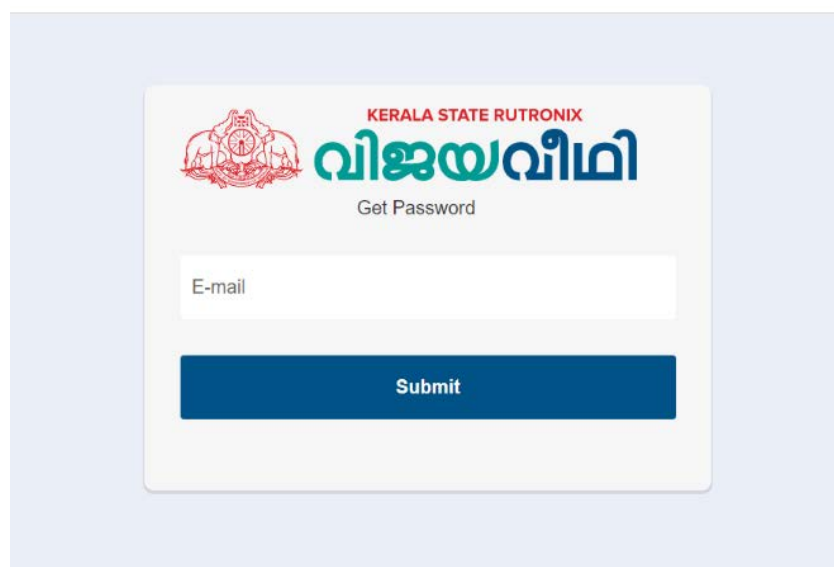 KERALA STATE RUTRONIX
വിജയവീഥി
Get Password
E-mail
Submit